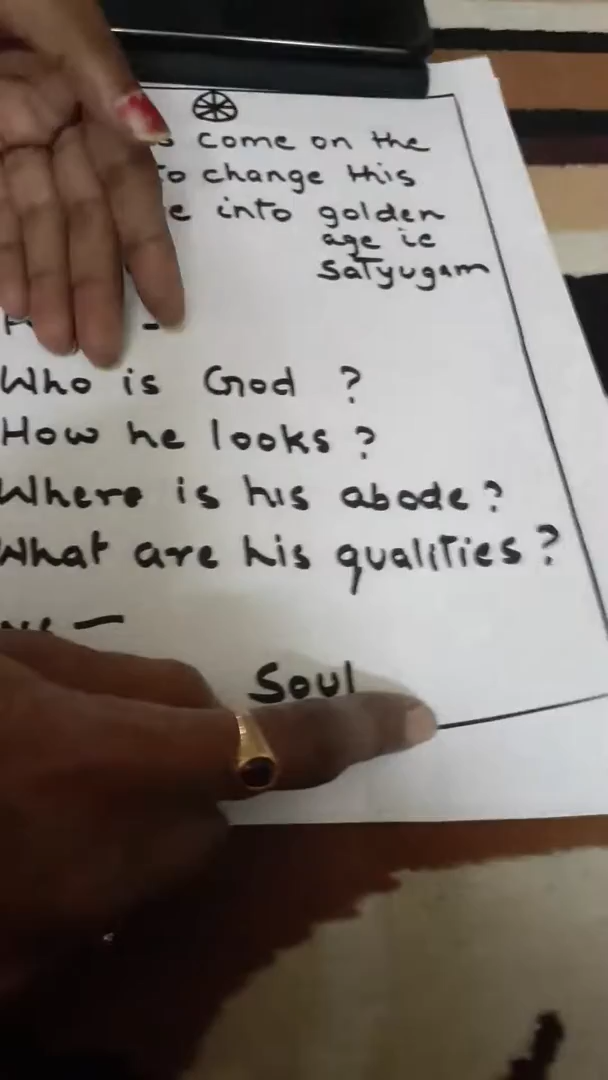 come on the
to change this
into golden
age ie
satyugam
Who is God ?
How he looks ?
Where is his abode ?
What are his qualities ?
Soul